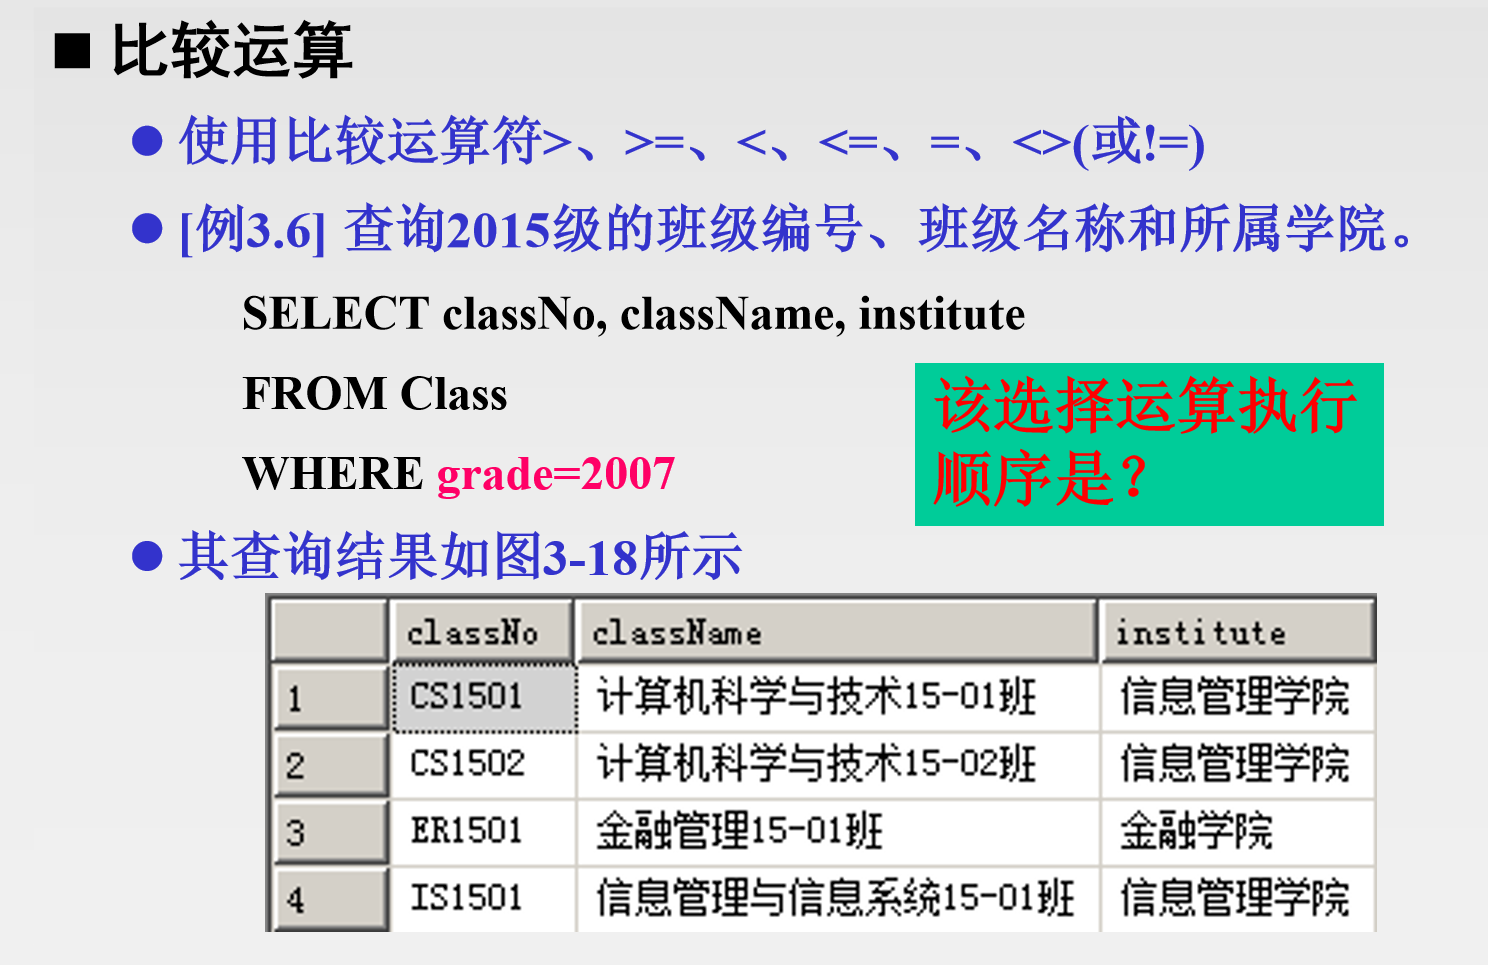 比较运算
使用比较运算符>、>=、<、<=、=、<>(或!=)
[例3.6] 查询2015级的班级编号、班级名称和所属学院。
SELECT classNo, className, institute
FROM Class
WHERE grade=2007
该选择运算执行
顺序是?
其查询结果如图3-18所示
classNo className institute
1 CS1501 计算机科学与技术15-01班 信息管理学院
2 CS1502 计算机科学与技术15-02班 信息管理学院
3 ER1501 金融管理15-01班 金融学院
4 IS1501 信息管理与信息系统15-01班 信息管理学院